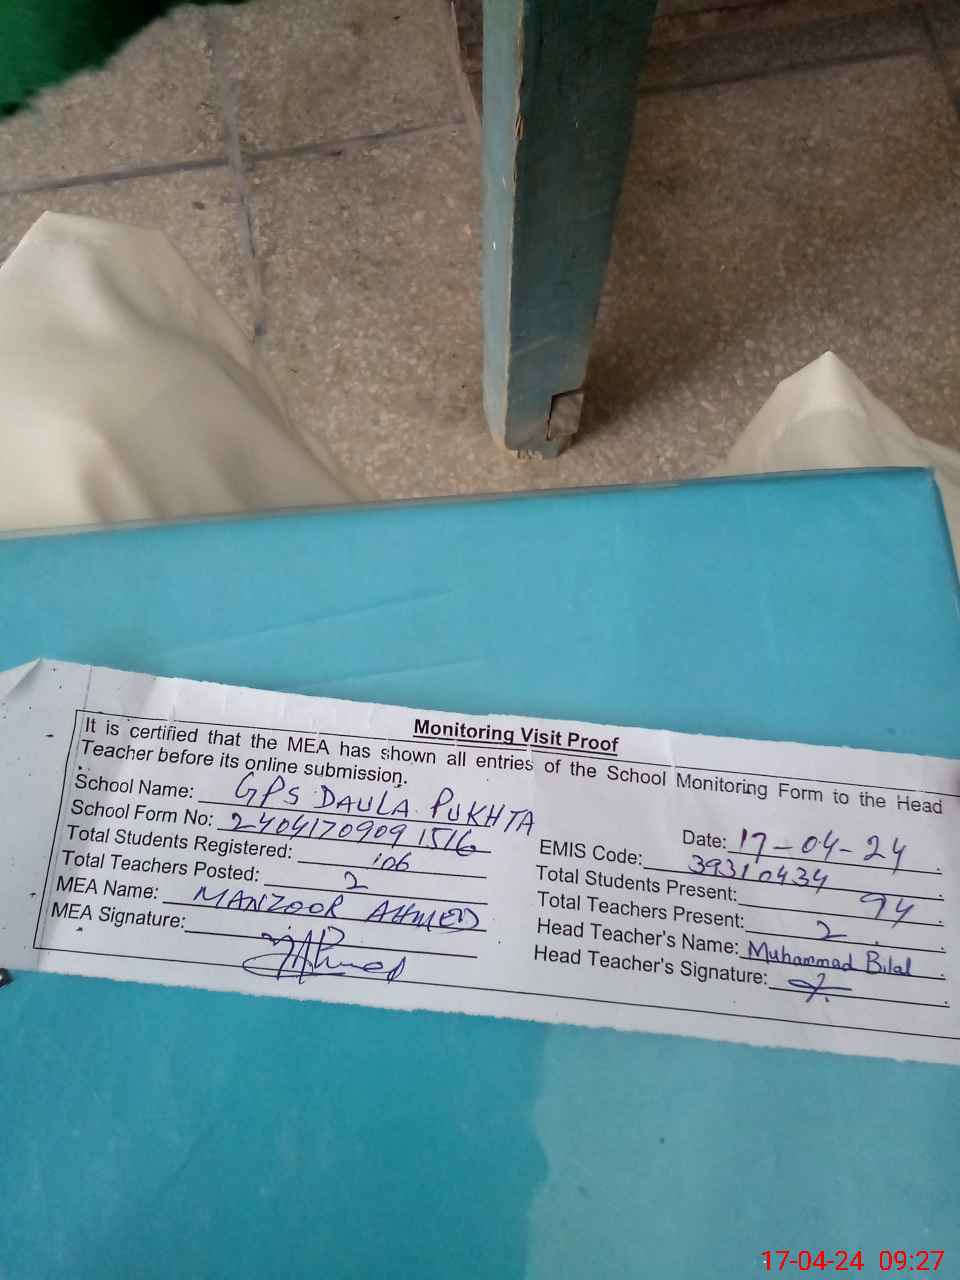 Monitoring Visit Proof
It is certified that the MEA has shown all entries of the School Monitoring Form to the Head
Teacher before its online submission.
School Name: GPS DAULA PUKHTA
Date: 17-04-24
School Form No: 24041709091516
EMIS Code: 39310434
Total Students Registered: 106
Total Students Present: 94
Total Teachers Posted: 2
Total Teachers Present: 2
MEA Name: MANZOOR AHMED
Head Teacher's Name: Muhammad Bilal
MEA Signature: Ahmed
Head Teacher's Signature:
17-04-24 09:27